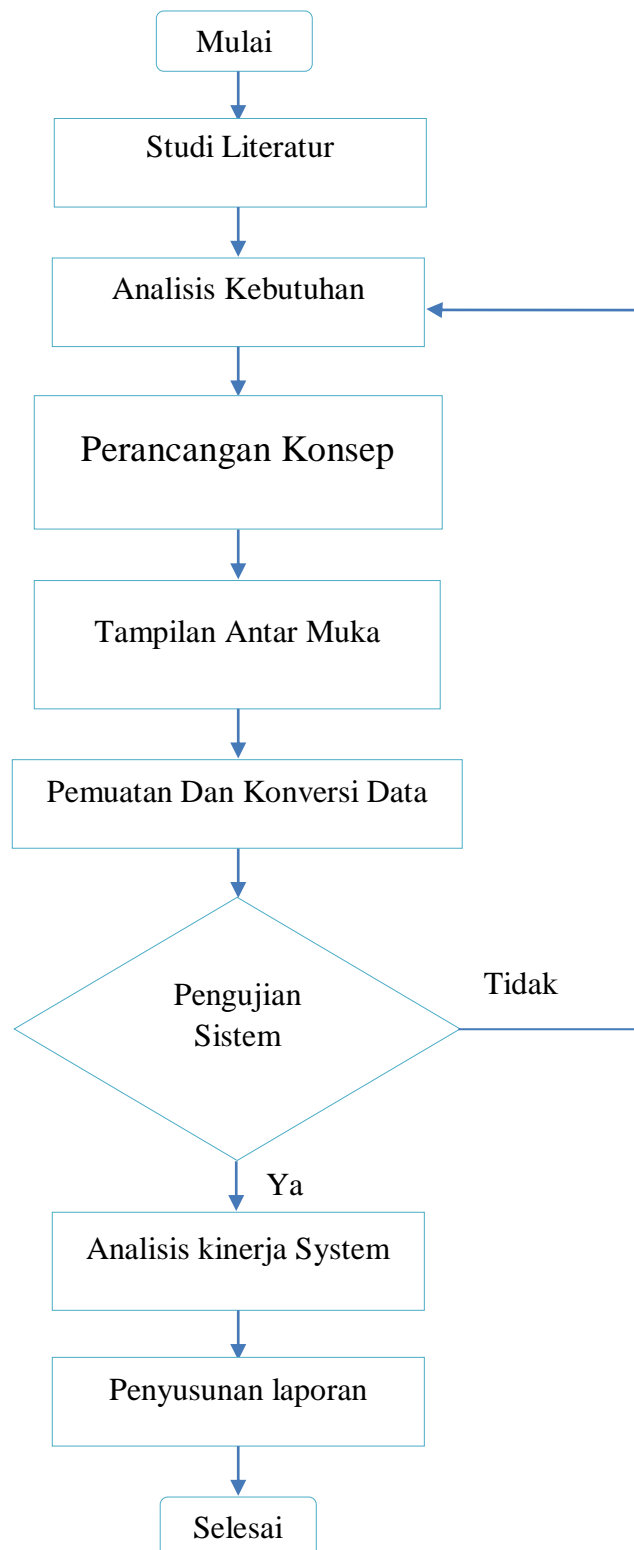 Mulai
Studi Literatur
Analisis Kebutuhan
Perancangan Konsep
Tampilan Antar Muka
Pemuatan Dan Konversi Data
Pengujian
Sistem
Tidak
Ya
Analisis kinerja System
Penyusunan laporan
Selesai